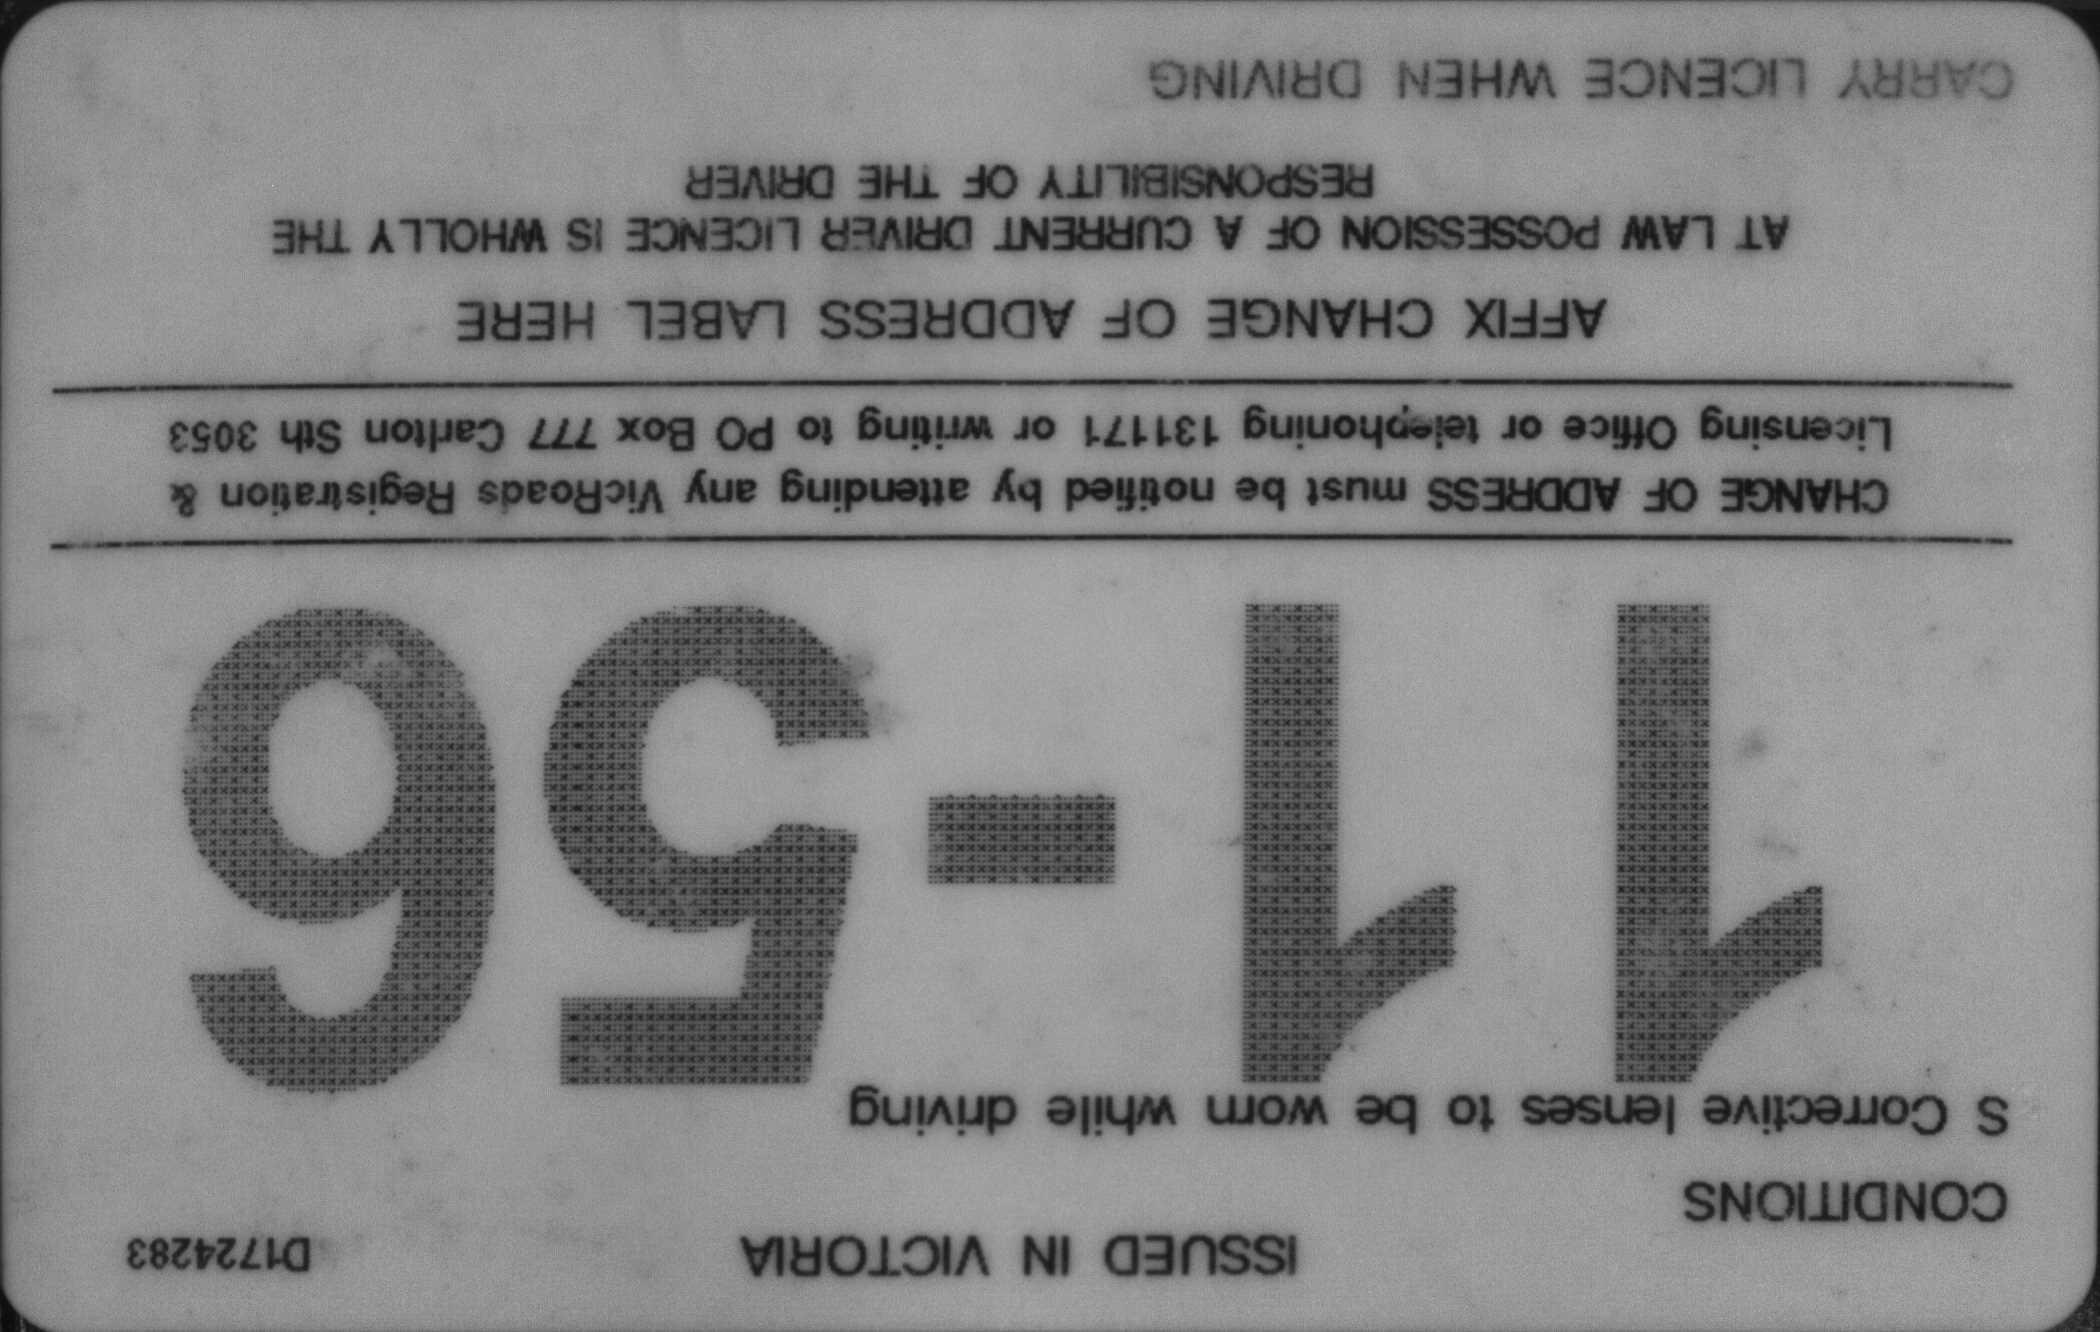 ISSUED IN VICTORIA D1724283
CONDITIONS
S Corrective lenses to be worn while driving
11-56
CHANGE OF ADDRESS must be notified by attending any VicRoads Registration &
Licensing Office or telephoning 131171 or writing to PO Box 777 Carlton Sth 3053
AFFIX CHANGE OF ADDRESS LABEL HERE
AT LAW POSSESSION OF A CURRENT DRIVER LICENCE IS WHOLLY THE
RESPONSIBILITY OF THE DRIVER
CARRY LICENCE WHEN DRIVING